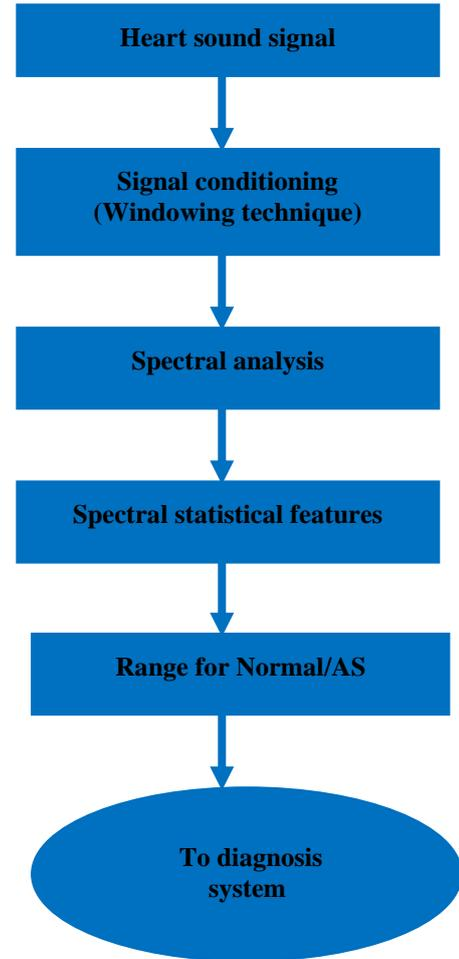 Heart sound signal
Signal conditioning
(Windowing technique)
Spectral analysis
Spectral statistical features
Range for Normal/AS
To diagnosis
system